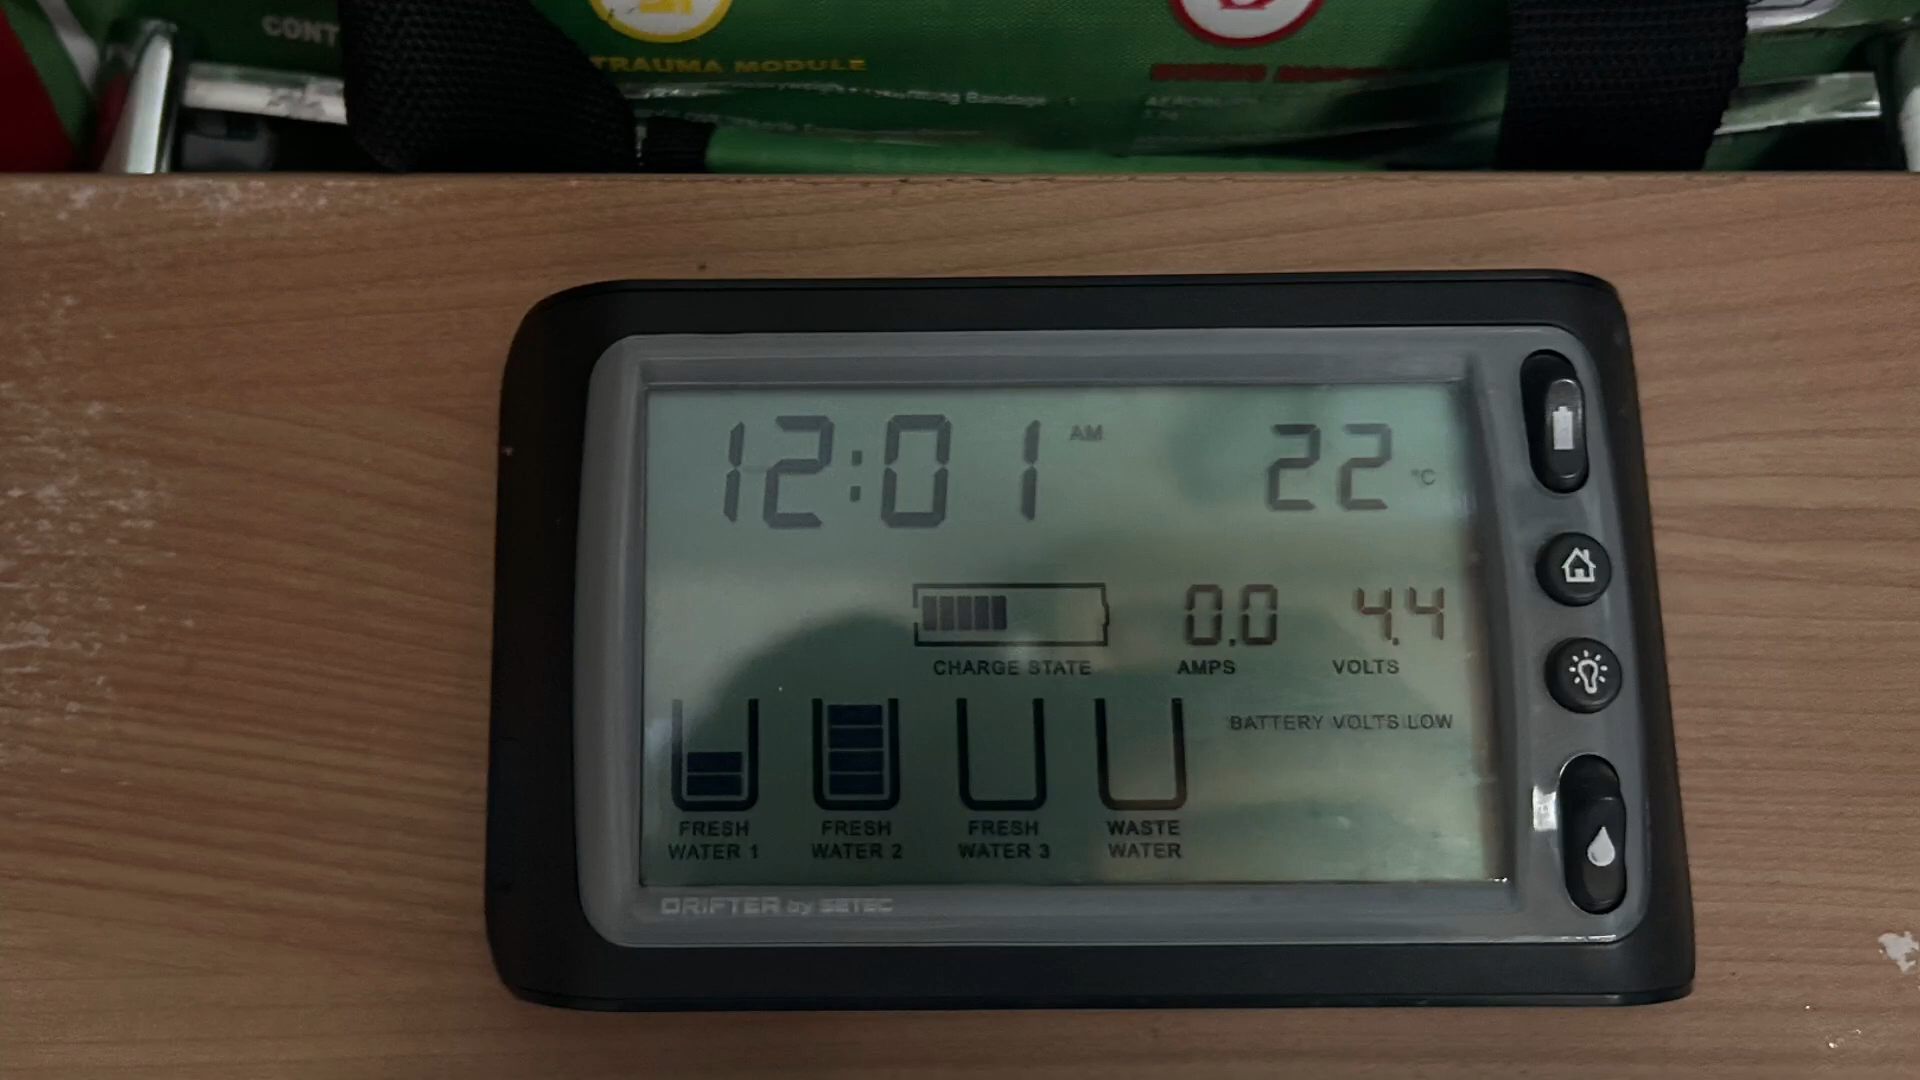 CONT
TRAUMA MODULE
12:01 AM
22 °C
0.0
4.4
CHARGE STATE
AMPS
VOLTS
BATTERY VOLTS LOW
FRESH WATER 1
FRESH WATER 2
FRESH WATER 3
WASTE WATER
DRIFTER by SETEC